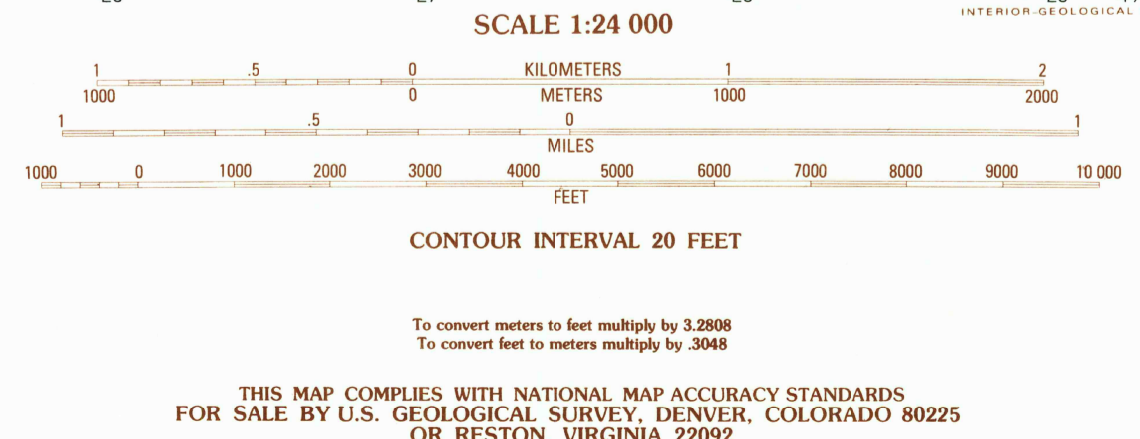 INTERIOR-GEOLOGICAL
SCALE 1:24 000
1 .5 0 KILOMETERS 1 2
1000 0 METERS 1000 2000
1 .5 0 1
MILES
1000 0 1000 2000 3000 4000 5000 6000 7000 8000 9000 10 000
FEET
CONTOUR INTERVAL 20 FEET
To convert meters to feet multiply by 3.2808
To convert feet to meters multiply by .3048
THIS MAP COMPLIES WITH NATIONAL MAP ACCURACY STANDARDS
FOR SALE BY U.S. GEOLOGICAL SURVEY, DENVER, COLORADO 80225
OR RESTON, VIRGINIA 22092